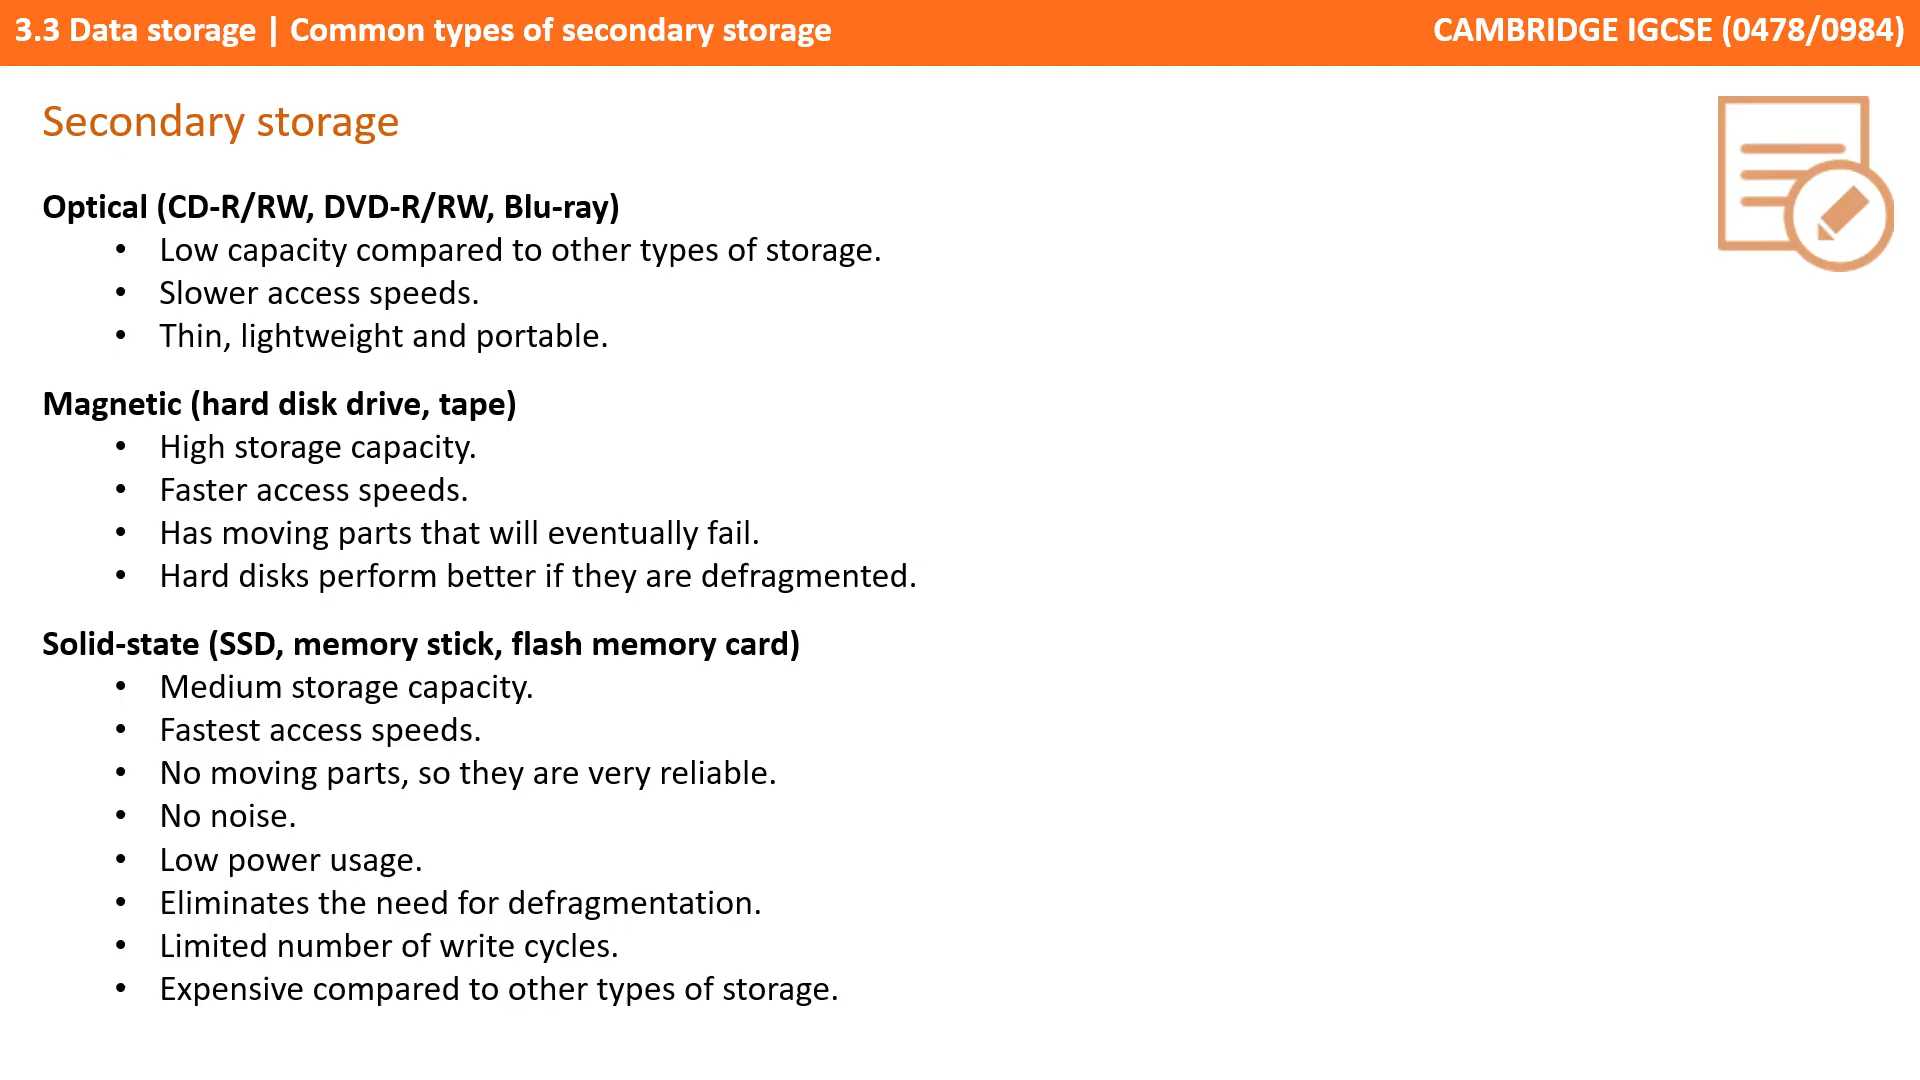 3.3 Data storage | Common types of secondary storage
CAMBRIDGE IGCSE (0478/0984)
Secondary storage
Optical (CD-R/RW, DVD-R/RW, Blu-ray)
• Low capacity compared to other types of storage.
• Slower access speeds.
• Thin, lightweight and portable.
Magnetic (hard disk drive, tape)
• High storage capacity.
• Faster access speeds.
• Has moving parts that will eventually fail.
• Hard disks perform better if they are defragmented.
Solid-state (SSD, memory stick, flash memory card)
• Medium storage capacity.
• Fastest access speeds.
• No moving parts, so they are very reliable.
• No noise.
• Low power usage.
• Eliminates the need for defragmentation.
• Limited number of write cycles.
• Expensive compared to other types of storage.